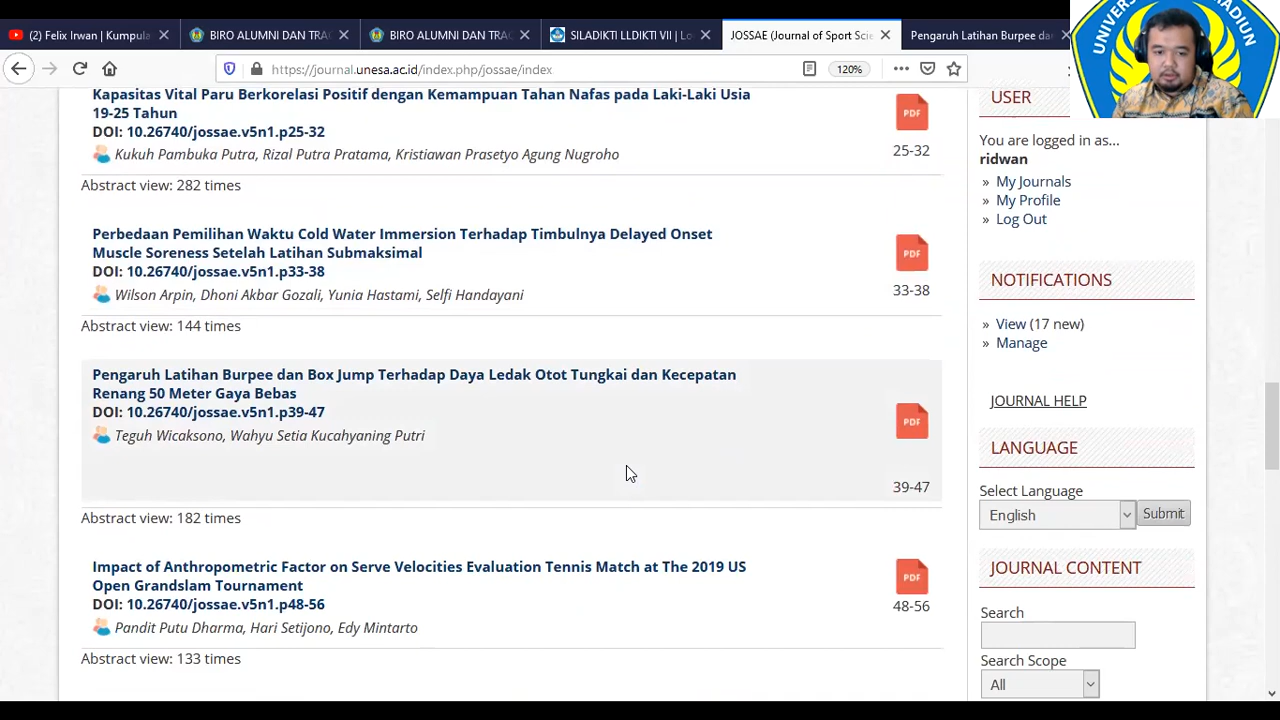 (2) Felix Irwan | Kumpula
BIRO ALUMNI DAN TRAC
BIRO ALUMNI DAN TRAC
SILADIKTI LLDIKTI VII | Lo
JOSSAE (Journal of Sport Scie
Pengaruh Latihan Burpee dan
https://journal.unesa.ac.id/index.php/jossae/index
120%
Kapasitas Vital Paru Berkorelasi Positif dengan Kemampuan Tahan Nafas pada Laki-Laki Usia
19-25 Tahun
DOI: 10.26740/jossae.v5n1.p25-32
Kukuh Pambuka Putra, Rizal Putra Pratama, Kristiawan Prasetyo Agung Nugroho
PDF
25-32
Abstract view: 282 times
Perbedaan Pemilihan Waktu Cold Water Immersion Terhadap Timbulnya Delayed Onset
Muscle Soreness Setelah Latihan Submaksimal
DOI: 10.26740/jossae.v5n1.p33-38
Wilson Arpin, Dhoni Akbar Gozali, Yunia Hastami, Selfi Handayani
PDF
33-38
Abstract view: 144 times
Pengaruh Latihan Burpee dan Box Jump Terhadap Daya Ledak Otot Tungkai dan Kecepatan
Renang 50 Meter Gaya Bebas
DOI: 10.26740/jossae.v5n1.p39-47
Teguh Wicaksono, Wahyu Setia Kucahyaning Putri
PDF
39-47
Abstract view: 182 times
Impact of Anthropometric Factor on Serve Velocities Evaluation Tennis Match at The 2019 US
Open Grandslam Tournament
DOI: 10.26740/jossae.v5n1.p48-56
Pandit Putu Dharma, Hari Setijono, Edy Mintarto
PDF
48-56
Abstract view: 133 times
USER
You are logged in as...
ridwan
» My Journals
» My Profile
» Log Out
NOTIFICATIONS
» View (17 new)
» Manage
JOURNAL HELP
LANGUAGE
Select Language
English
Submit
JOURNAL CONTENT
Search
Search Scope
All